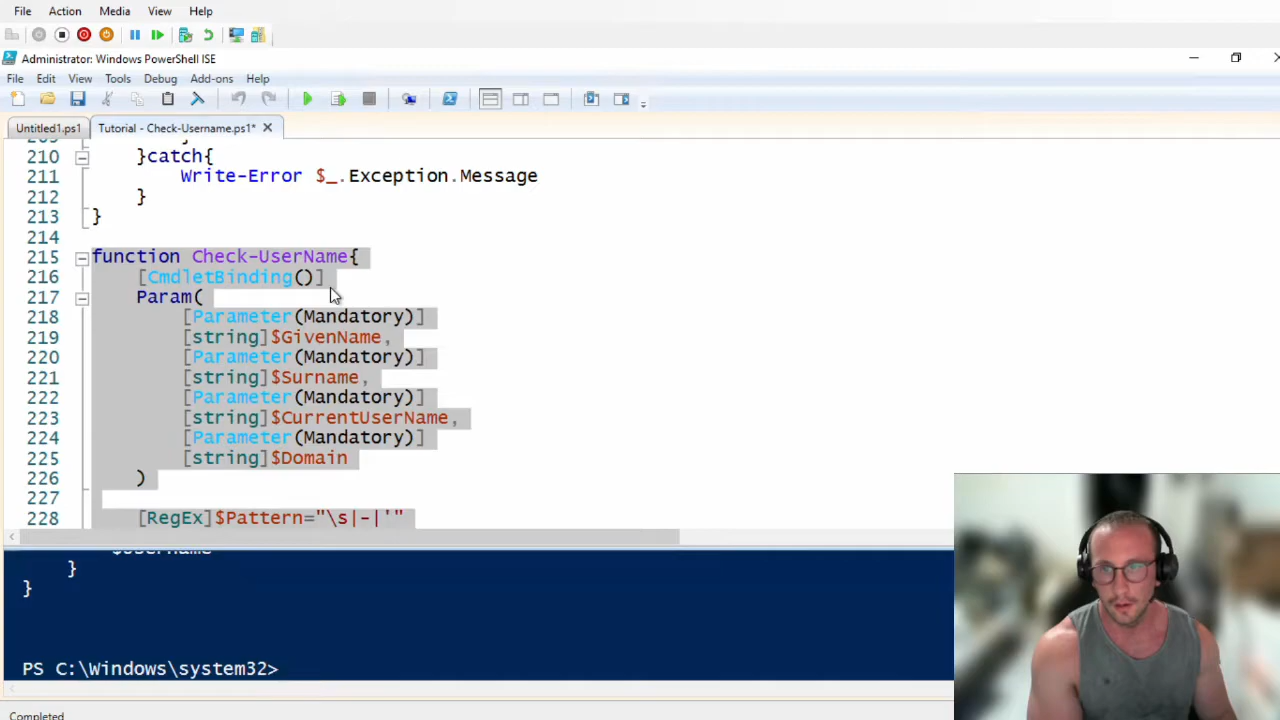 File Action Media View Help
Administrator: Windows PowerShell ISE
File Edit View Tools Debug Add-ons Help
Untitled1.ps1 Tutorial - Check-Username.ps1*
209 }
210 }catch{
211 Write-Error $_.Exception.Message
212 }
213 }
214
215 function Check-UserName{
216 [CmdletBinding()]
217 Param(
218 [Parameter(Mandatory)]
219 [string]$GivenName,
220 [Parameter(Mandatory)]
221 [string]$Surname,
222 [Parameter(Mandatory)]
223 [string]$CurrentUserName,
224 [Parameter(Mandatory)]
225 [string]$Domain
226 )
227
228 [RegEx]$Pattern="\s|-|'"
}
}
PS C:\Windows\system32>
Completed